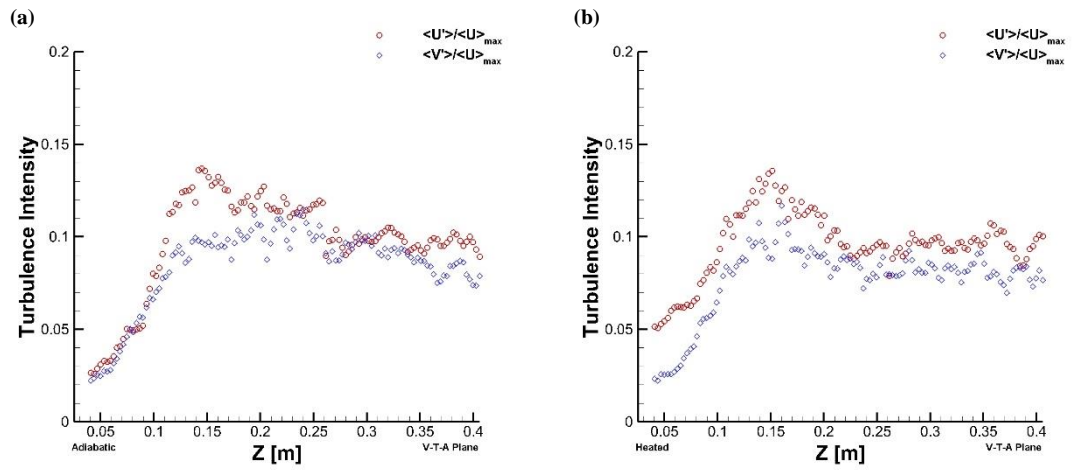 (a)
<U'>/<U>max
<V'>/<U>max
0.2
0.15
0.1
0.05
0
Turbulence Intensity
0.05 0.1 0.15 0.2 0.25 0.3 0.35 0.4
Adiabatic Z [m] V-T-A Plane
(b)
<U'>/<U>max
<V'>/<U>max
0.2
0.15
0.1
0.05
0
Turbulence Intensity
0.05 0.1 0.15 0.2 0.25 0.3 0.35 0.4
Heated Z [m] V-T-A Plane